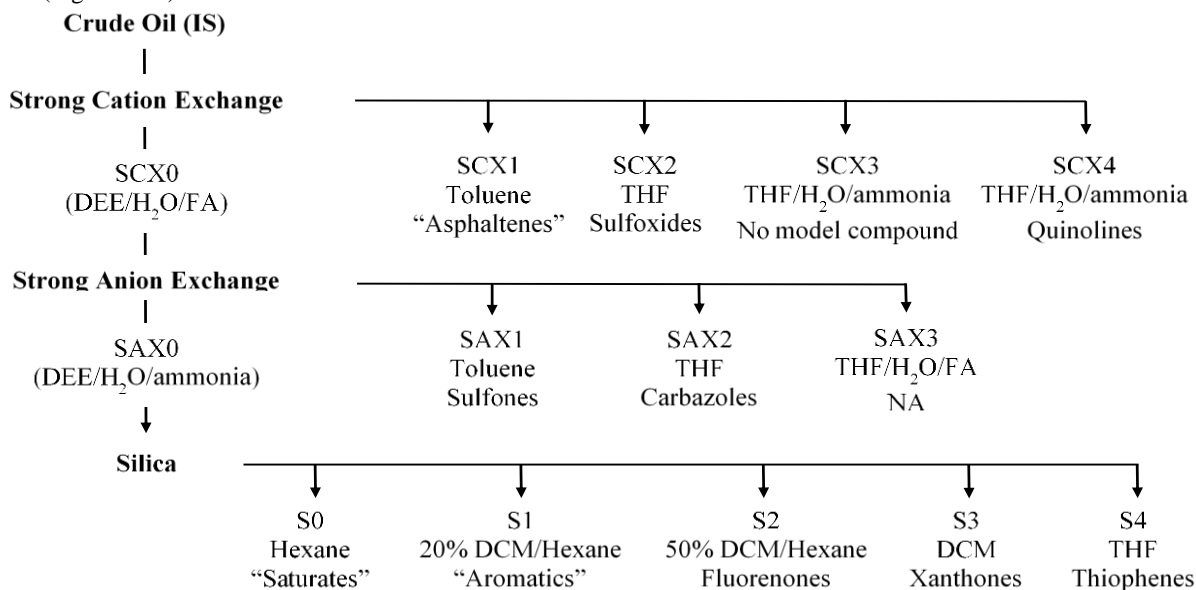 Crude Oil (IS)
Strong Cation Exchange
SCX0
(DEE/H₂O/FA)
SCX1
Toluene
“Asphaltenes”
SCX2
THF
Sulfoxides
SCX3
THF/H₂O/ammonia
No model compound
SCX4
THF/H₂O/ammonia
Quinolines
Strong Anion Exchange
SAX0
(DEE/H₂O/ammonia)
SAX1
Toluene
Sulfones
SAX2
THF
Carbazoles
SAX3
THF/H₂O/FA
NA
Silica
S0
Hexane
“Saturates”
S1
20% DCM/Hexane
“Aromatics”
S2
50% DCM/Hexane
Fluorenones
S3
DCM
Xanthones
S4
THF
Thiophenes